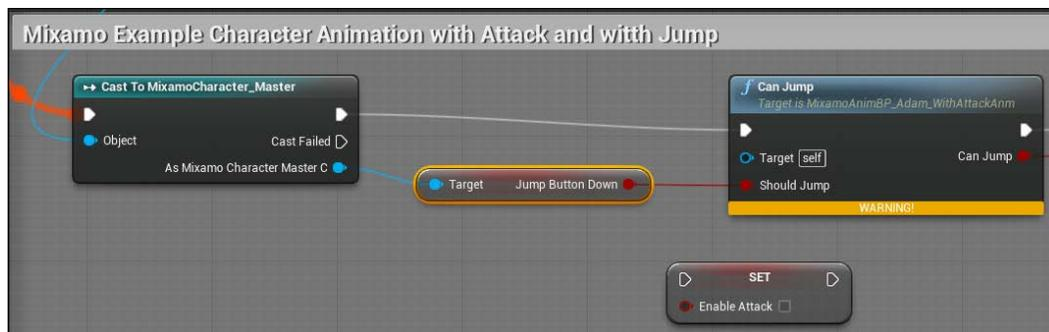 Mixamo Example Character Animation with Attack and witth Jump
Cast To MixamoCharacter_Master
Object
Cast Failed
As Mixamo Character Master C
Target
Jump Button Down
f Can Jump
Target is MixamoAnimBP_Adam_WithAttackAnm
Target self
Can Jump
Should Jump
WARNING!
SET
Enable Attack